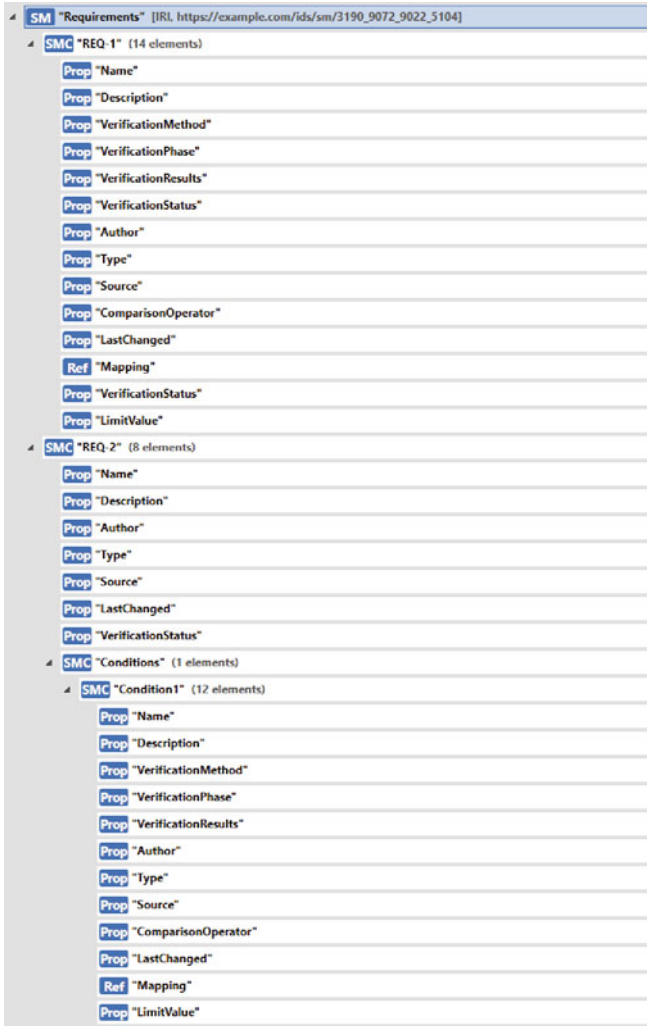 SM "Requirements" [IRI, https://example.com/ids/sm/3190_9072_9022_5104]
SMC "REQ-1" (14 elements)
Prop "Name"
Prop "Description"
Prop "VerificationMethod"
Prop "VerificationPhase"
Prop "VerificationResults"
Prop "VerificationStatus"
Prop "Author"
Prop "Type"
Prop "Source"
Prop "ComparisonOperator"
Prop "LastChanged"
Ref "Mapping"
Prop "VerificationStatus"
Prop "LimitValue"
SMC "REQ-2" (8 elements)
Prop "Name"
Prop "Description"
Prop "Author"
Prop "Type"
Prop "Source"
Prop "LastChanged"
Prop "VerificationStatus"
SMC "Conditions" (1 elements)
SMC "Condition1" (12 elements)
Prop "Name"
Prop "Description"
Prop "VerificationMethod"
Prop "VerificationPhase"
Prop "VerificationResults"
Prop "Author"
Prop "Type"
Prop "Source"
Prop "ComparisonOperator"
Prop "LastChanged"
Ref "Mapping"
Prop "LimitValue"